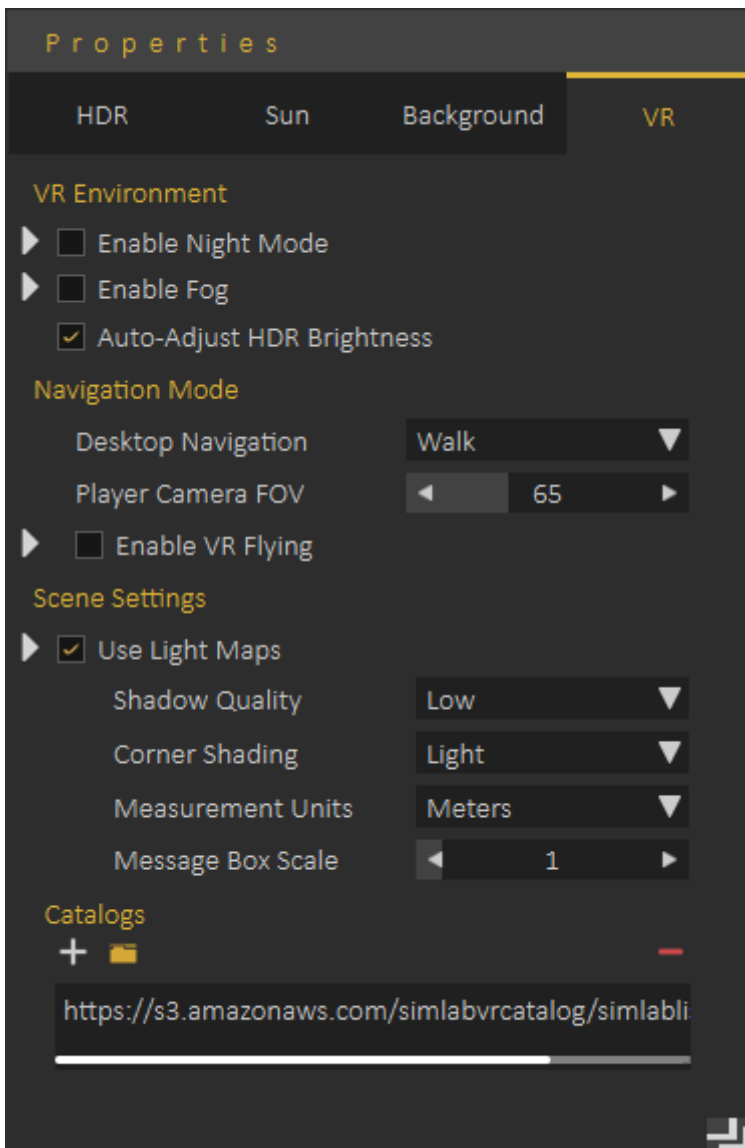 Properties
HDR Sun Background VR
VR Environment
Enable Night Mode
Enable Fog
Auto-Adjust HDR Brightness
Navigation Mode
Desktop Navigation Walk
Player Camera FOV 65
Enable VR Flying
Scene Settings
Use Light Maps
Shadow Quality Low
Corner Shading Light
Measurement Units Meters
Message Box Scale 1
Catalogs
https://s3.amazonaws.com/simlabvrcatalog/simlabli